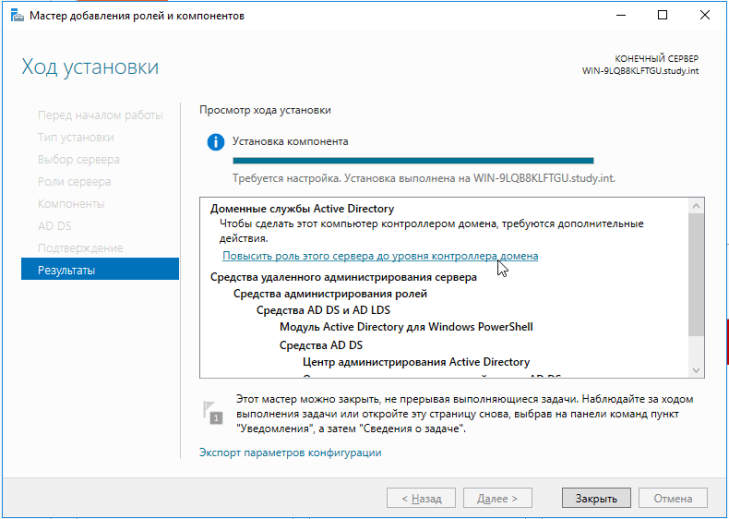 Мастер добавления ролей и компонентов
Ход установки
КОНЕЧНЫЙ СЕРВЕР
WIN-9LQB8KLFTGU.study.int
Перед началом работы
Тип установки
Выбор сервера
Роли сервера
Компоненты
AD DS
Подтверждение
Результаты
Просмотр хода установки
Установка компонента
Требуется настройка. Установка выполнена на WIN-9LQB8KLFTGU.study.int.
Доменные службы Active Directory
Чтобы сделать этот компьютер контроллером домена, требуются дополнительные
действия.
Повысить роль этого сервера до уровня контроллера домена
Средства удаленного администрирования сервера
Средства администрирования ролей
Средства AD DS и AD LDS
Модуль Active Directory для Windows PowerShell
Средства AD DS
Центр администрирования Active Directory
1
Этот мастер можно закрыть, не прерывая выполняющиеся задачи. Наблюдайте за ходом
выполнения задачи или откройте эту страницу снова, выбрав на панели команд пункт
"Уведомления", а затем "Сведения о задаче".
Экспорт параметров конфигурации
< Назад
Далее >
Закрыть
Отмена